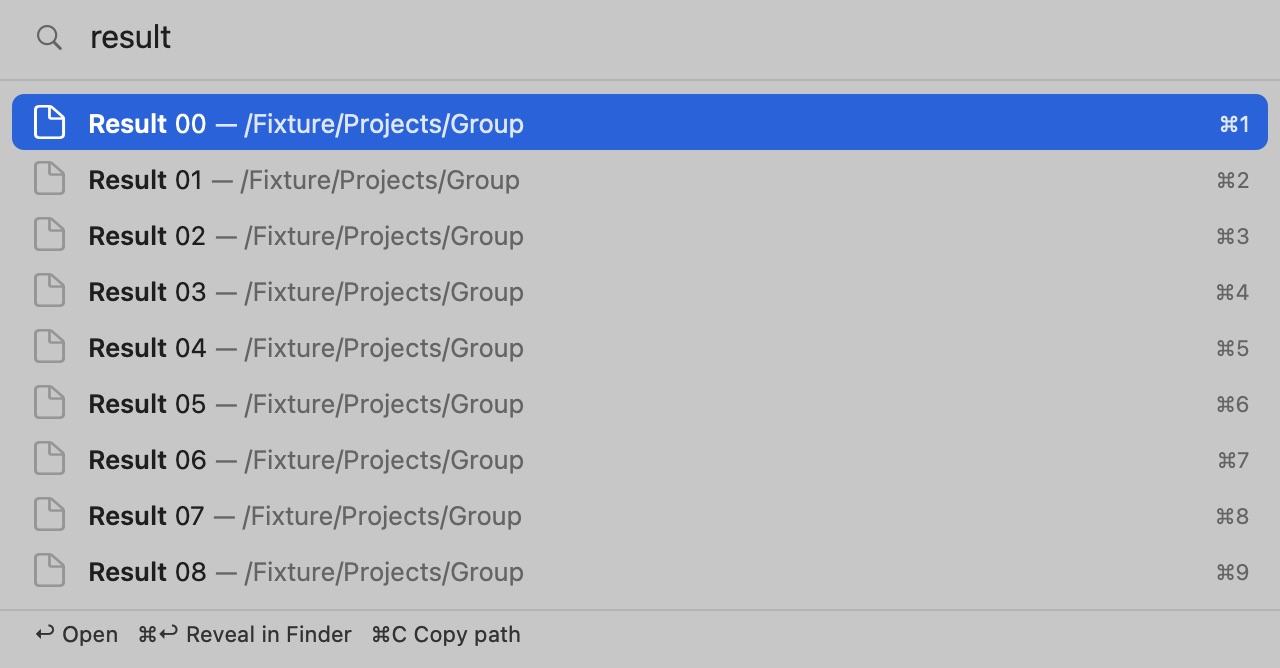 result
Result 00 — /Fixture/Projects/Group ⌘1
Result 01 — /Fixture/Projects/Group ⌘2
Result 02 — /Fixture/Projects/Group ⌘3
Result 03 — /Fixture/Projects/Group ⌘4
Result 04 — /Fixture/Projects/Group ⌘5
Result 05 — /Fixture/Projects/Group ⌘6
Result 06 — /Fixture/Projects/Group ⌘7
Result 07 — /Fixture/Projects/Group ⌘8
Result 08 — /Fixture/Projects/Group ⌘9
↩ Open ⌘↩ Reveal in Finder ⌘C Copy path